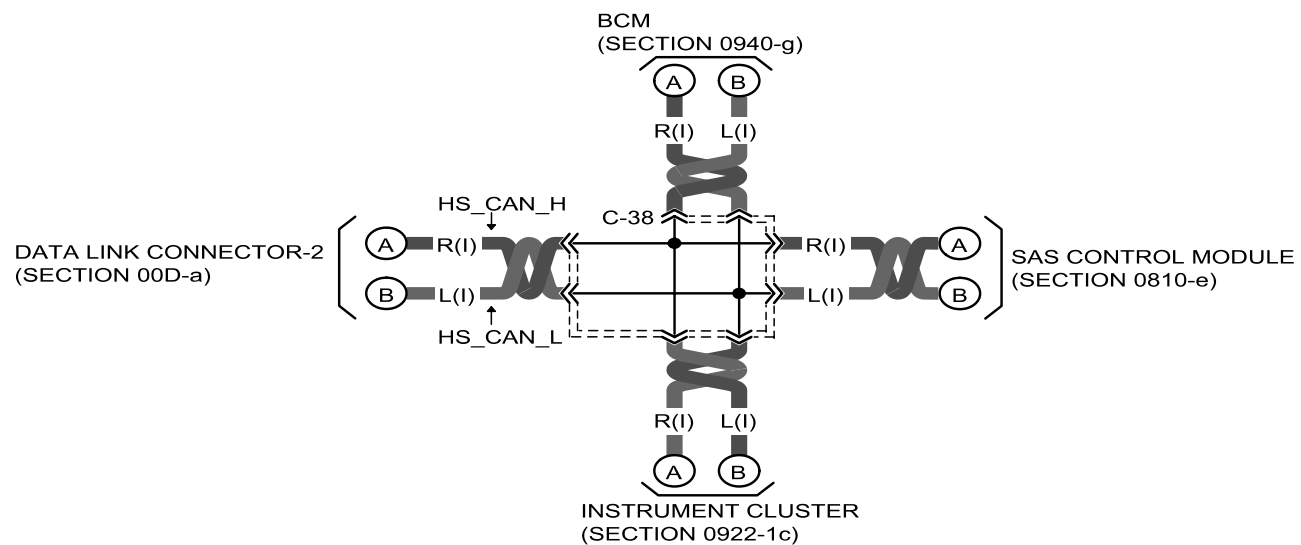 BCM
(SECTION 0940-g)
A B
R(I) L(I)
HS_CAN_H
C-38
DATA LINK CONNECTOR-2
(SECTION 00D-a)
A R(I)
B L(I)
HS_CAN_L
R(I) A
L(I) B
SAS CONTROL MODULE
(SECTION 0810-e)
R(I) L(I)
A B
INSTRUMENT CLUSTER
(SECTION 0922-1c)